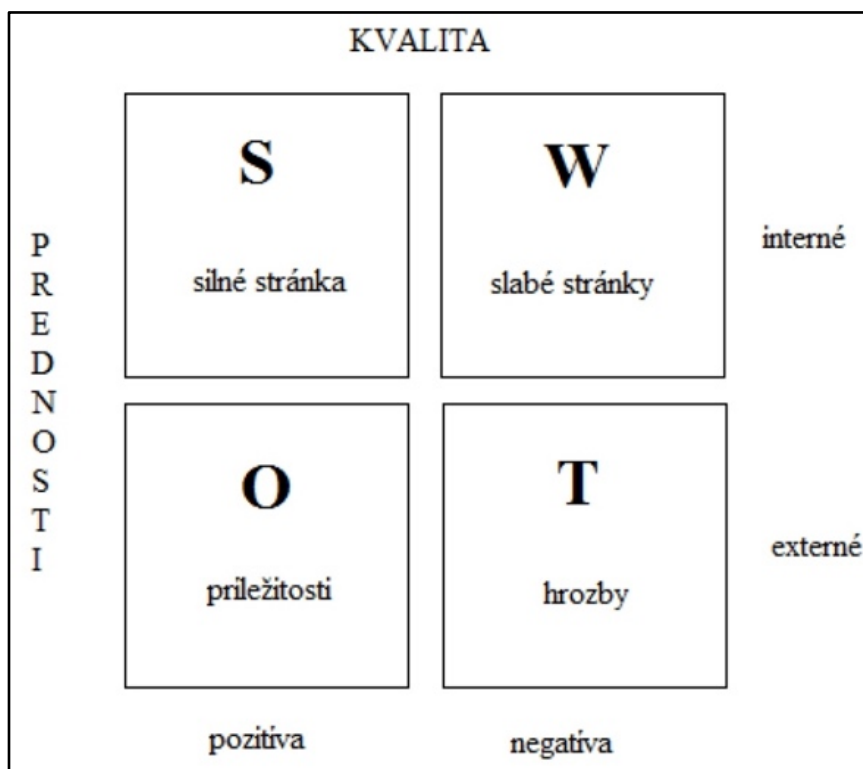 KVALITA
S
W
silné stránka
slabé stránky
interné
P
R
E
D
N
O
S
T
I
O
T
príležitosti
hrozby
externé
pozitíva
negatíva